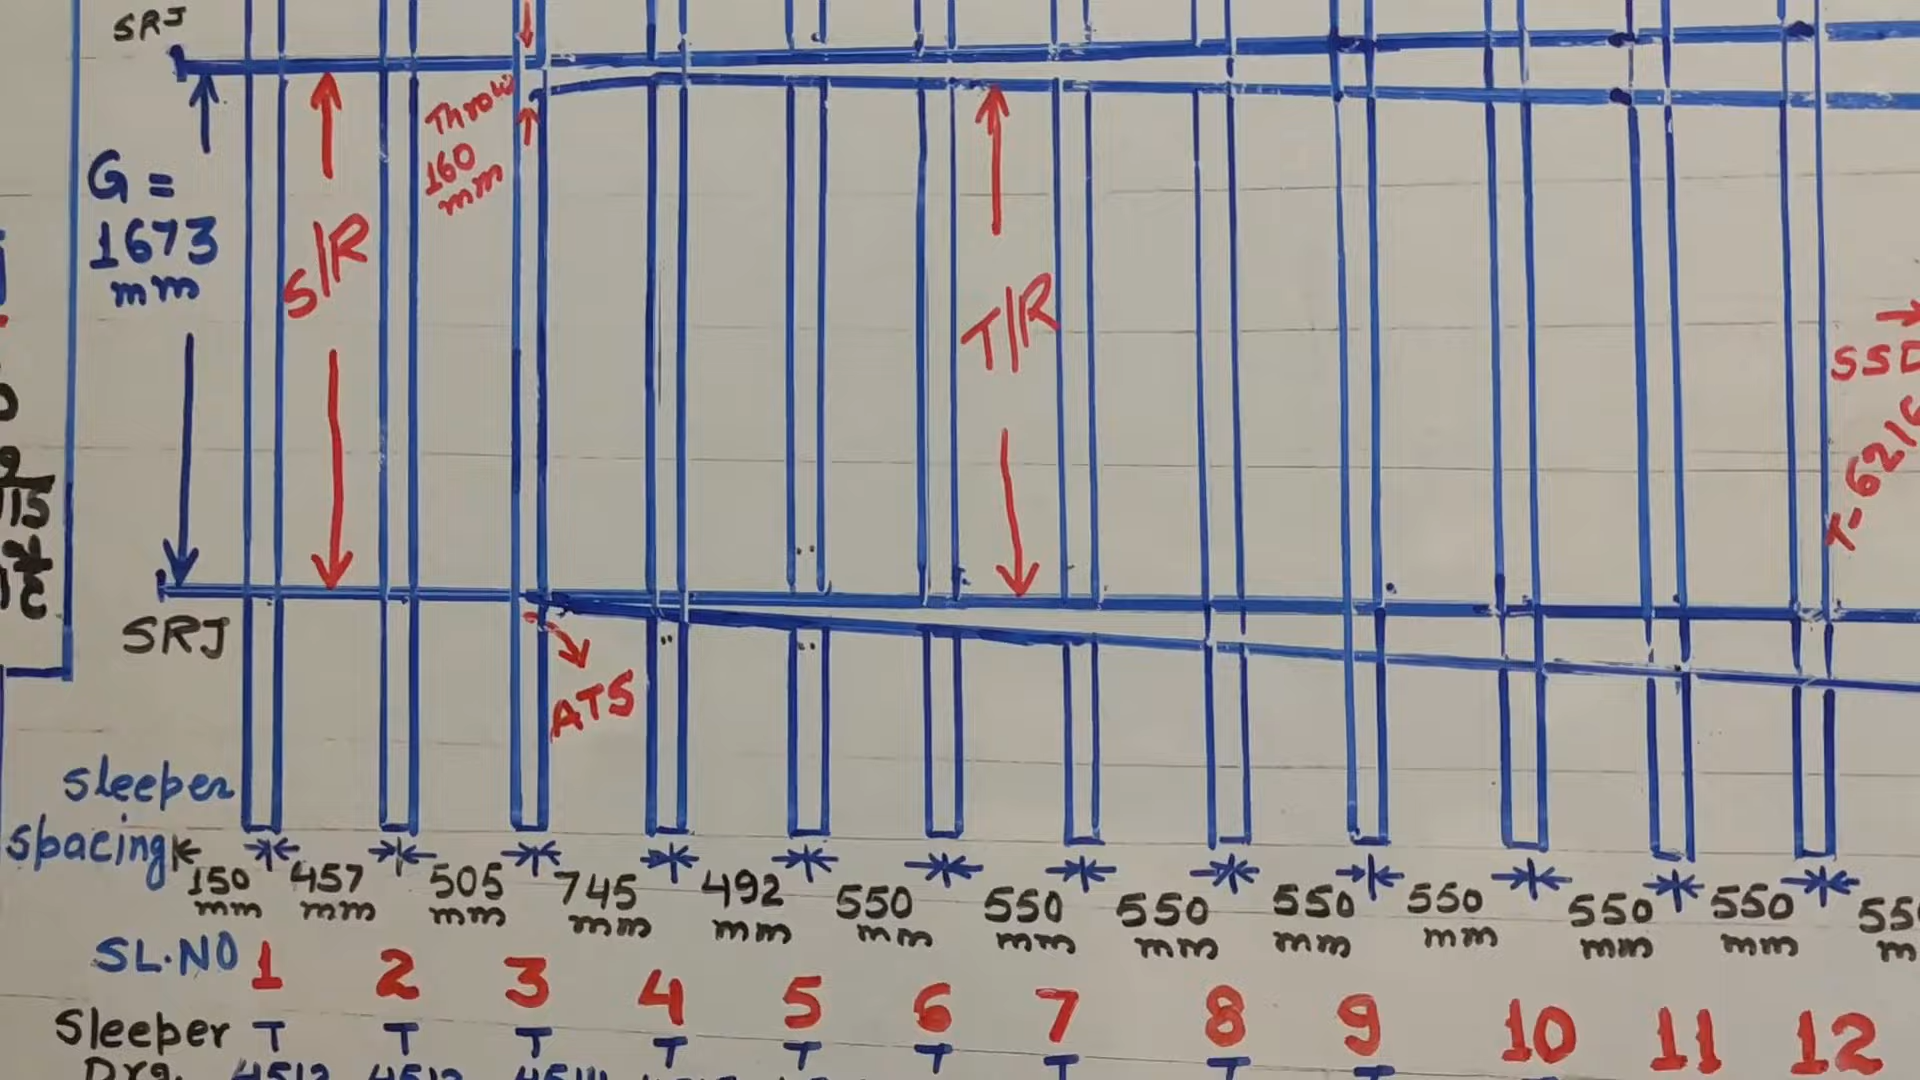 SRJ
Throw
160
mm
G =
1673
mm
S/R
T/R
SSD
SRJ
ATS
Sleeper
Spacing
150 457 505 745 492 550 550 550 550 550 550 550
mm mm mm mm mm mm mm mm mm mm mm mm
SL.NO 1 2 3 4 5 6 7 8 9 10 11 12
Sleeper T T T T T T T T T
Drg.